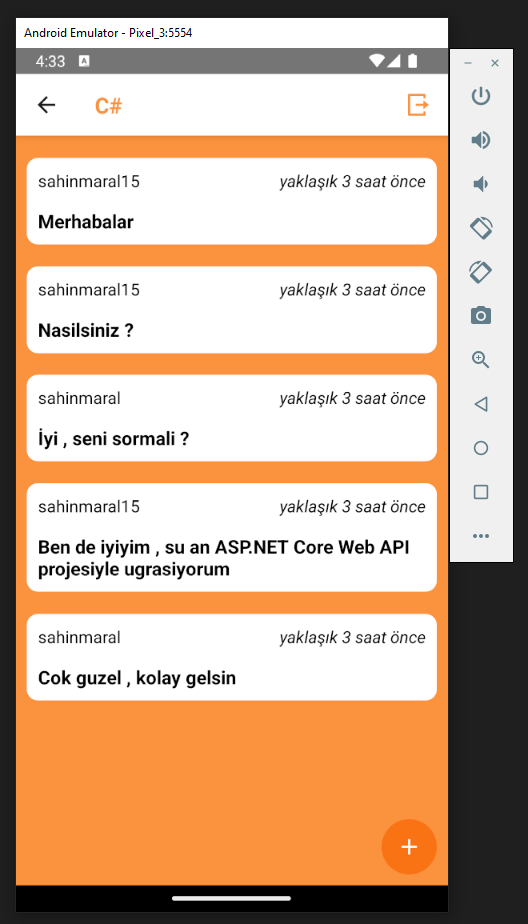 Android Emulator - Pixel_3:5554
4:33 A
C#
sahinmaral15 yaklaşık 3 saat önce
Merhabalar
sahinmaral15 yaklaşık 3 saat önce
Nasilsiniz ?
sahinmaral yaklaşık 3 saat önce
İyi , seni sormali ?
sahinmaral15 yaklaşık 3 saat önce
Ben de iyiyim , su an ASP.NET Core Web API
projesiyle ugrasiyorum
sahinmaral yaklaşık 3 saat önce
Cok guzel , kolay gelsin